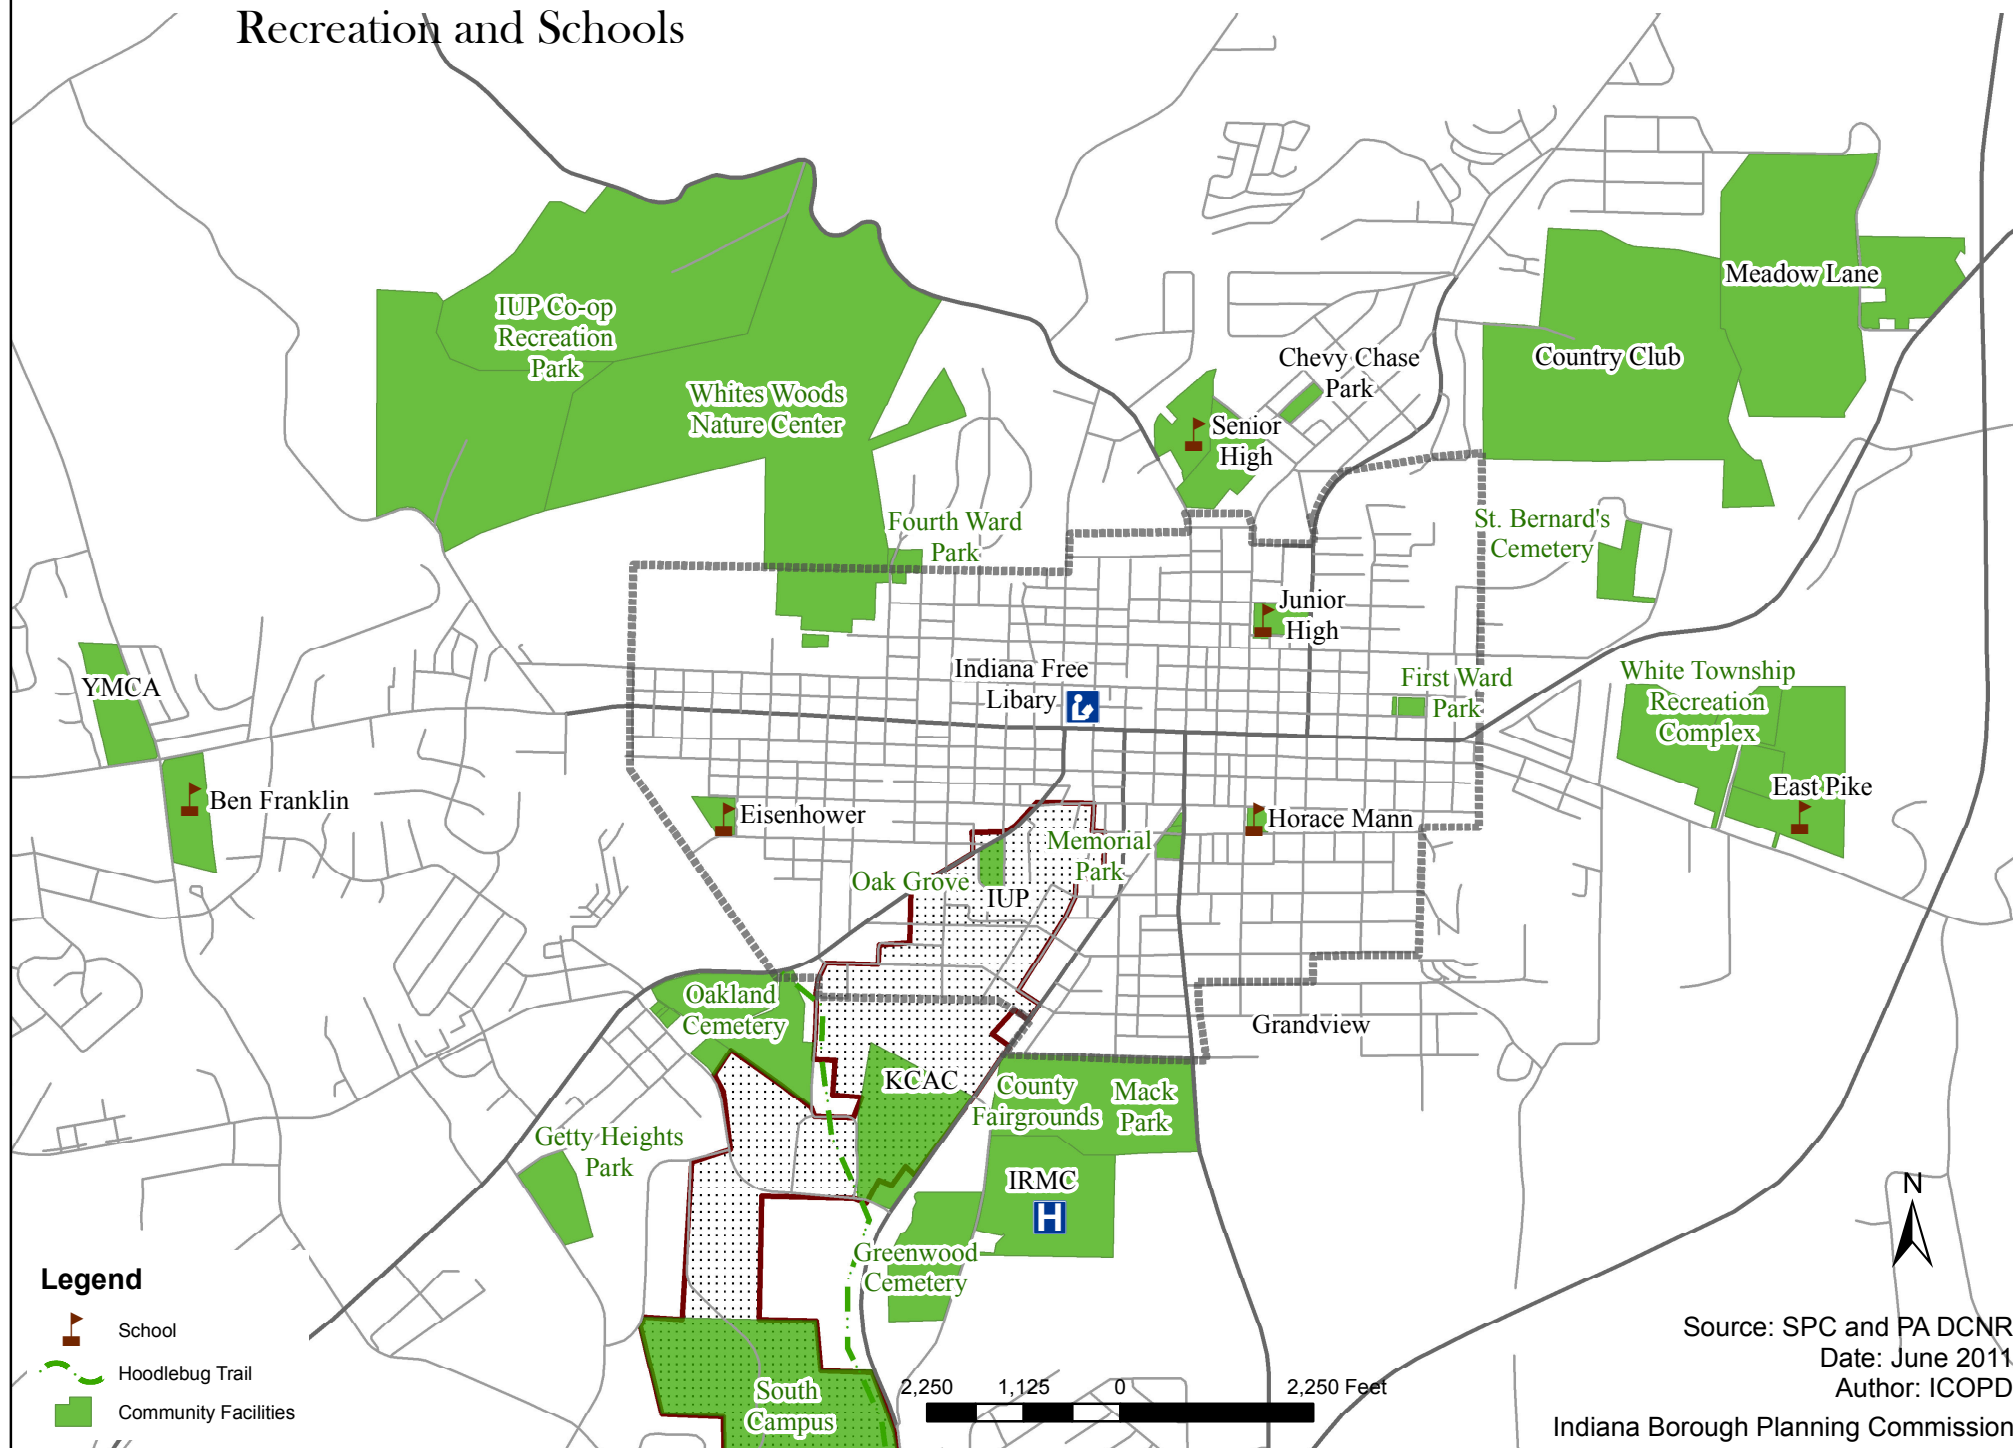 Recreation and Schools
Meadow Lane
IUP Co-op
Recreation
Park
Chevy Chase
Park
Country Club
Whites Woods
Nature Center
Senior
High
Fourth Ward
Park
St. Bernard's
Cemetery
Junior
High
Indiana Free
Libary
First Ward
Park
White Township
Recreation
Complex
YMCA
East Pike
Ben Franklin
Eisenhower
Horace Mann
Memorial
Park
Oak Grove
IUP
Oakland
Cemetery
Grandview
KCAC
County
Fairgrounds
Mack
Park
Getty Heights
Park
IRMC
H
N
Greenwood
Cemetery
Legend
School
Hoodlebug Trail
Community Facilities
South
Campus
2,250 1,125 0 2,250 Feet
Source: SPC and PA DCNR
Date: June 2011
Author: ICOPD
Indiana Borough Planning Commission